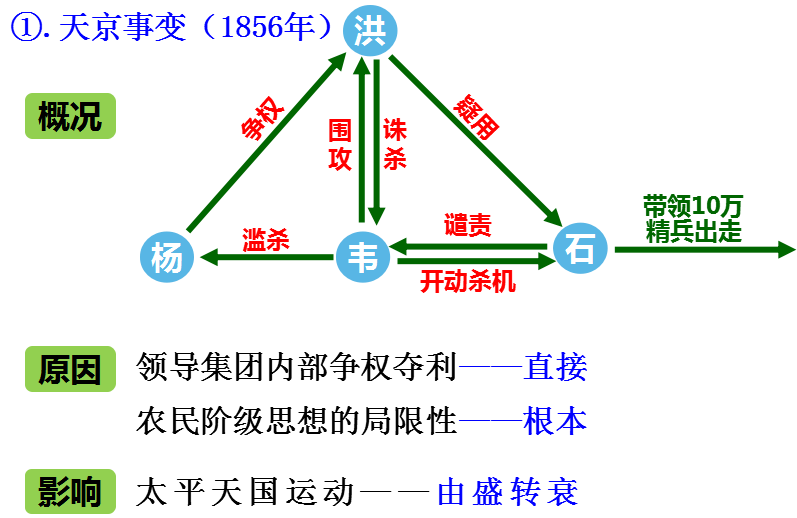 ①.天京事变（1856年）
洪
概况
争权
围攻
诛杀
疑用
带领10万
精兵出走
杨
滥杀
韦
谴责
开动杀机
石
原因
领导集团内部争权夺利——直接
农民阶级思想的局限性——根本
影响
太平天国运动——由盛转衰